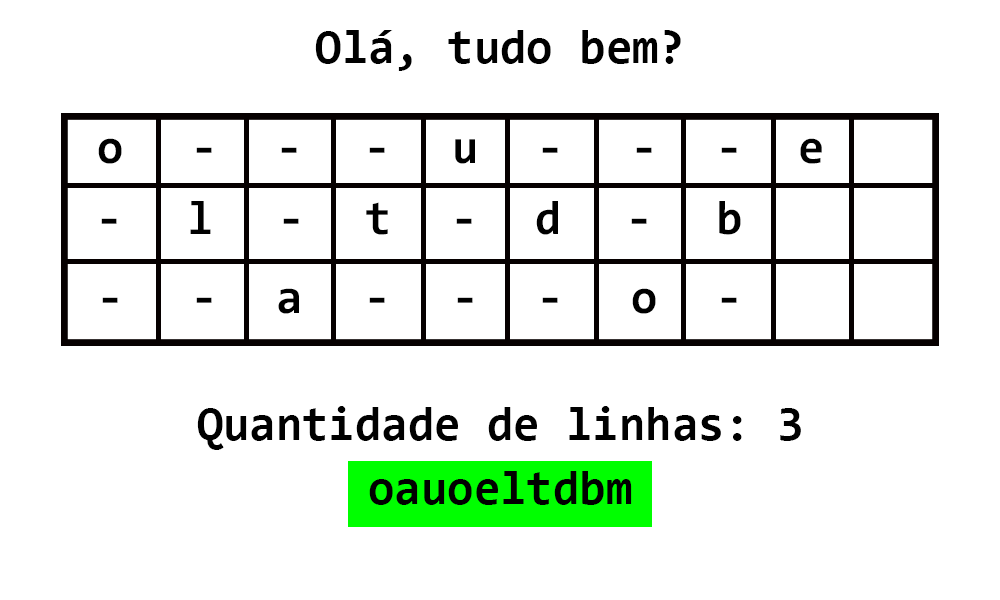 Olá, tudo bem?
o - - - u - - - e
- l - t - d - b
- - a - - - o -
Quantidade de linhas: 3
oauoeltdbm